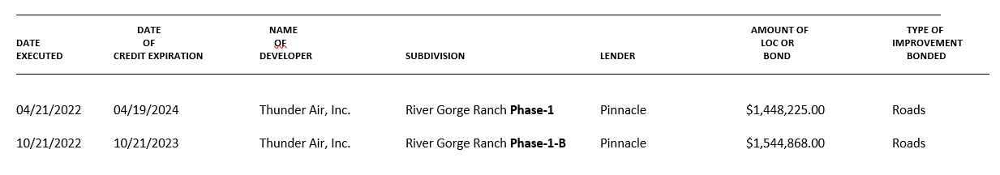 DATE NAME AMOUNT OF TYPE OF
DATE OF OF LOC OR IMPROVEMENT
EXECUTED CREDIT EXPIRATION DEVELOPER SUBDIVISION LENDER BOND BONDED
04/21/2022 04/19/2024 Thunder Air, Inc. River Gorge Ranch Phase-1 Pinnacle $1,448,225.00 Roads
10/21/2022 10/21/2023 Thunder Air, Inc. River Gorge Ranch Phase-1-B Pinnacle $1,544,868.00 Roads